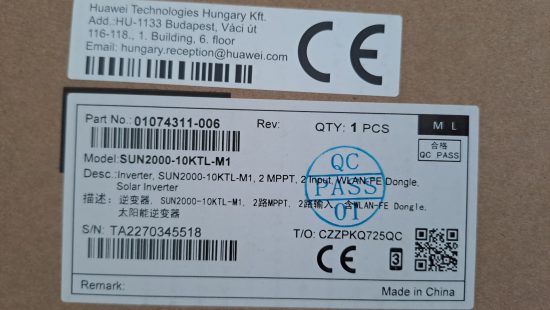 Huawei Technologies Hungary Kft.
Add.:HU-1133 Budapest, Váci út
116-118., 1. Building, 6. floor
Email: hungary.reception@huawei.com
CE
Part No.: 01074311-006
Rev:
QTY: 1 PCS
M L
合格
QC PASS
Model: SUN2000-10KTL-M1
Desc.: Inverter, SUN2000-10KTL-M1, 2 MPPT, 2 Input, WLAN-FE Dongle,
Solar Inverter
描述: 逆变器, SUN2000-10KTL-M1, 2路MPPT, 2路输入, 含WLAN-FE Dongle,
太阳能逆变器
QC
PASS
01
S/N: TA2270345518
T/O: CZZPKQ725QC
CE
3
Remark:
Made in China